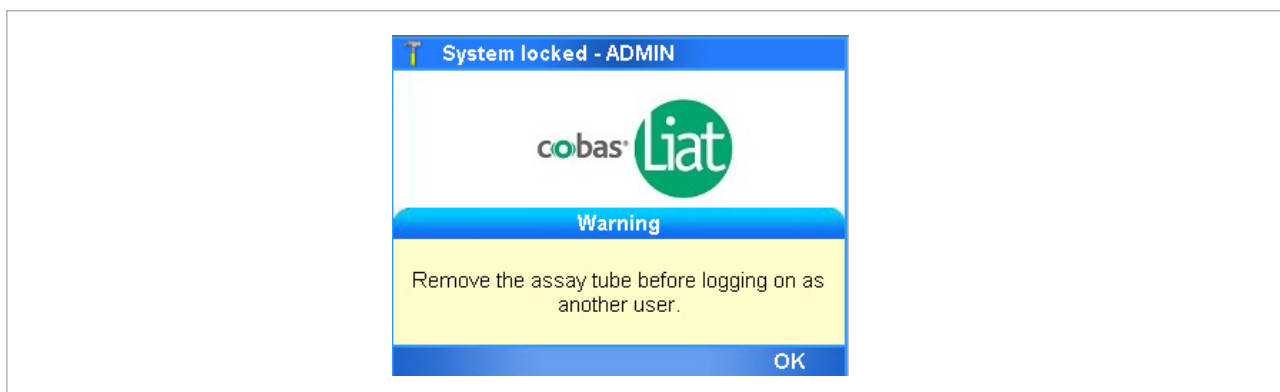 System locked - ADMIN
cobas® Liat
Warning
Remove the assay tube before logging on as
another user.
OK